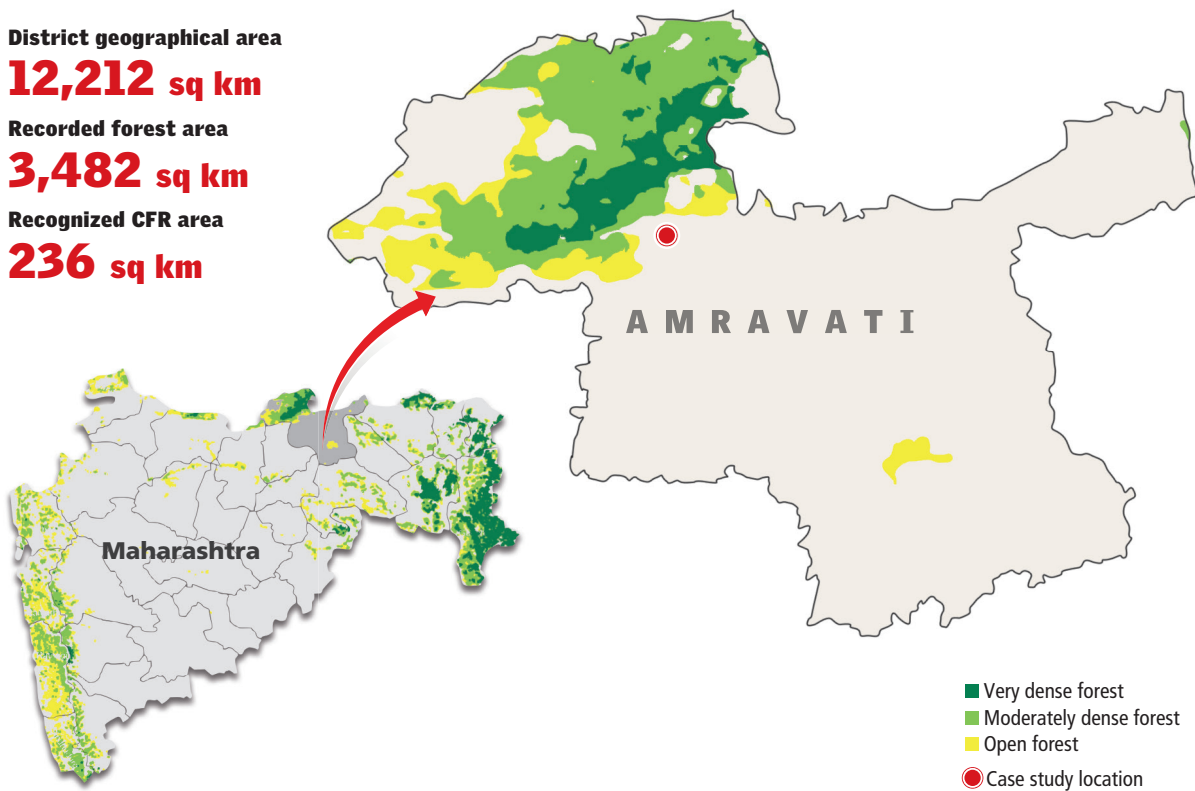 District geographical area
12,212 sq km
Recorded forest area
3,482 sq km
Recognized CFR area
236 sq km
AMRAVATI
Maharashtra
Very dense forest
Moderately dense forest
Open forest
Case study location